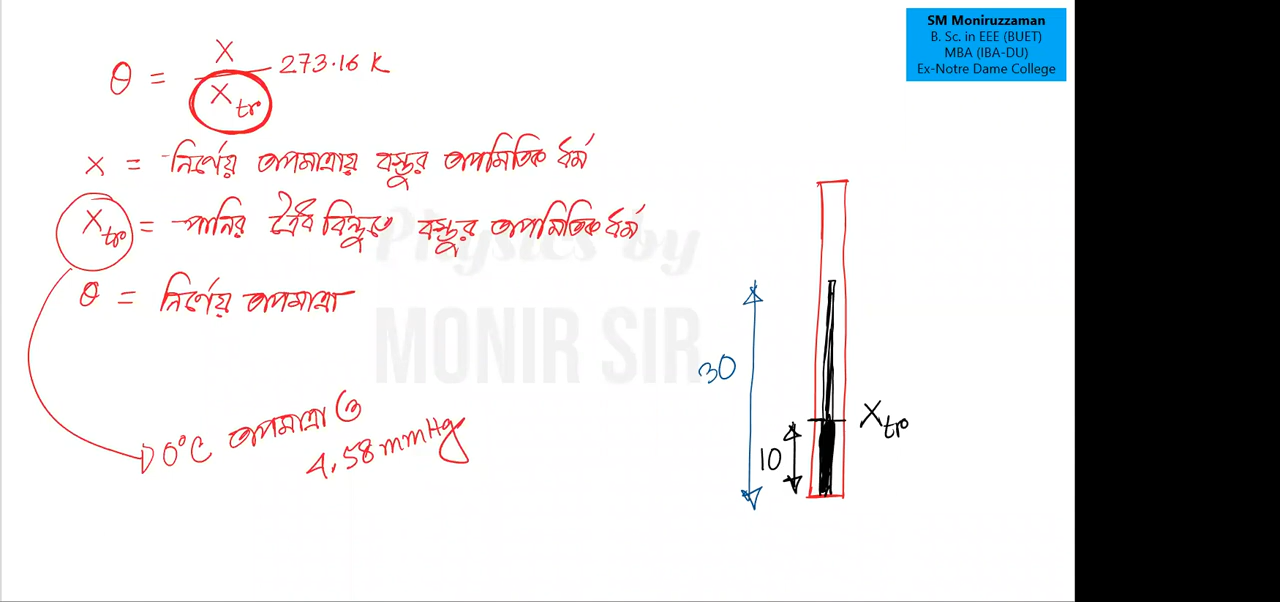 SM Moniruzzaman
B. Sc. in EEE (BUET)
MBA (IBA-DU)
Ex-Notre Dame College
θ = X / X_tr 273.16 K
X = নির্ণেয় তাপমাত্রায় বস্তুর তাপমিতিক ধর্ম
X_tr = পানির ত্রৈধ বিন্দুতে বস্তুর তাপমিতিক ধর্ম
θ = নির্ণেয় তাপমাত্রা
Physics by
MONIR SIR
0°C তাপমাত্রা ও
4.58 mmHg
30
X_tr
10